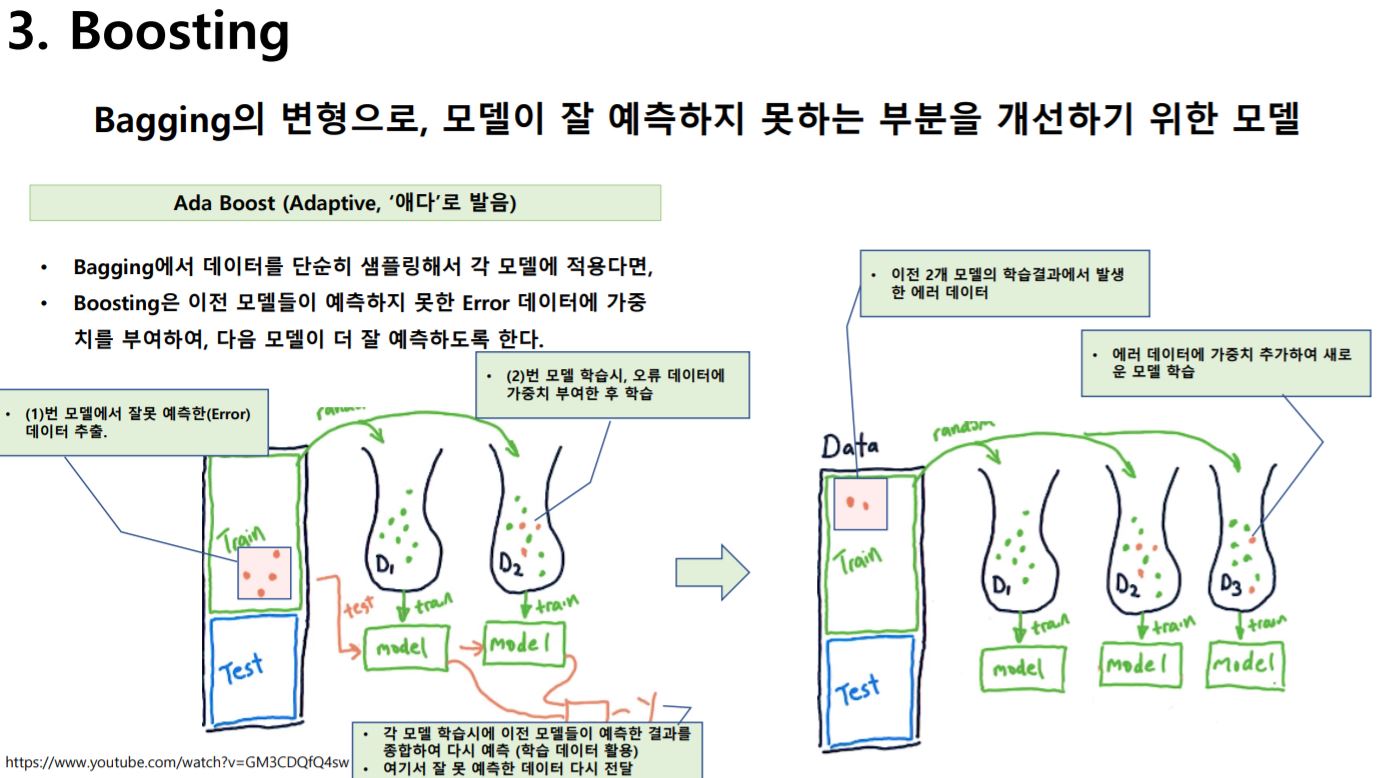 3. Boosting
Bagging의 변형으로, 모델이 잘 예측하지 못하는 부분을 개선하기 위한 모델
Ada Boost (Adaptive, ‘애다’로 발음)
• Bagging에서 데이터를 단순히 샘플링해서 각 모델에 적용다면,
• Boosting은 이전 모델들이 예측하지 못한 Error 데이터에 가중
치를 부여하여, 다음 모델이 더 잘 예측하도록 한다.
• (1)번 모델에서 잘못 예측한(Error)
데이터 추출.
• (2)번 모델 학습시, 오류 데이터에
가중치 부여한 후 학습
Train
D1
D2
test
train
train
model
model
Test
Y
• 각 모델 학습시에 이전 모델들이 예측한 결과를
종합하여 다시 예측 (학습 데이터 활용)
• 여기서 잘 못 예측한 데이터 다시 전달
• 이전 2개 모델의 학습결과에서 발생
한 에러 데이터
• 에러 데이터에 가중치 추가하여 새로
운 모델 학습
Data
random
Train
D1
D2
D3
train
train
train
model
model
model
Test
https://www.youtube.com/watch?v=GM3CDQfQ4sw